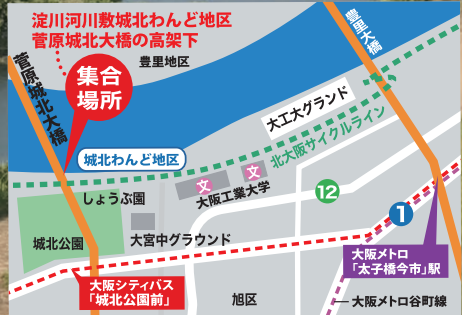 淀川河川敷城北わんど地区
菅原城北大橋の高架下
豊里地区
豊里大橋
菅原城北大橋
集合
場所
大工大グランド
北大阪サイクルライン
城北わんど地区
文
文
大阪工業大学
しょうぶ園
12
1
城北公園
大宮中グラウンド
大阪メトロ
「太子橋今市」駅
大阪シティバス
「城北公園前」
旭区
大阪メトロ谷町線